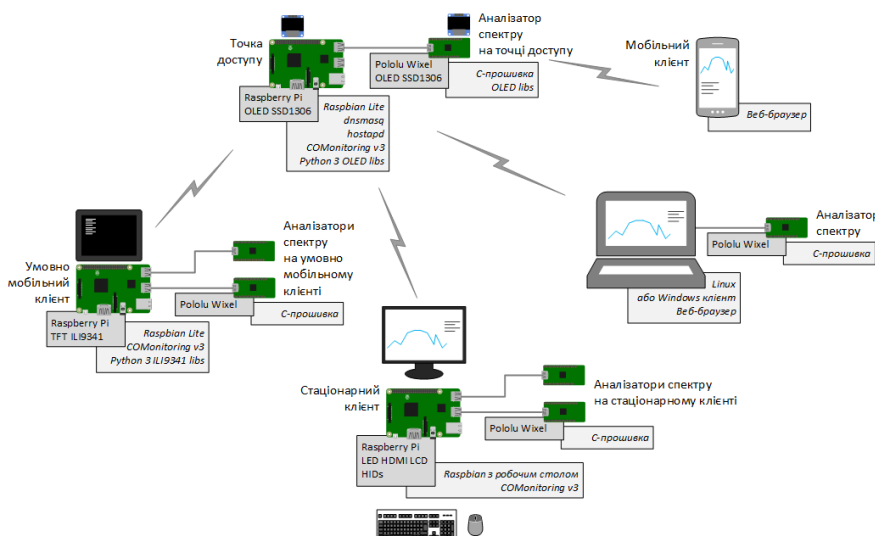 Точка
доступу
Raspberry Pi
OLED SSD1306
Raspbian Lite
dnsmasq
hostapd
COMonitoring v3
Python 3 OLED libs
Аналізатор
спектру
на точці доступу
Pololu Wixel
OLED SSD1306
С-прошивка
OLED libs
Мобільний
клієнт
Веб-браузер
Умовно
мобільний
клієнт
Raspberry Pi
TFT ILI9341
Raspbian Lite
COMonitoring v3
Python 3 ILI9341 libs
Аналізатори
спектру
на умовно
мобільному
клієнті
Pololu Wixel
С-прошивка
Linux
або Windows клієнт
Веб-браузер
Аналізатор
спектру
Pololu Wixel
С-прошивка
Стаціонарний
клієнт
Raspberry Pi
LED HDMI LCD
HIDs
Raspbian з робочим столом
COMonitoring v3
Аналізатори спектру
на стаціонарному клієнті
Pololu Wixel
С-прошивка